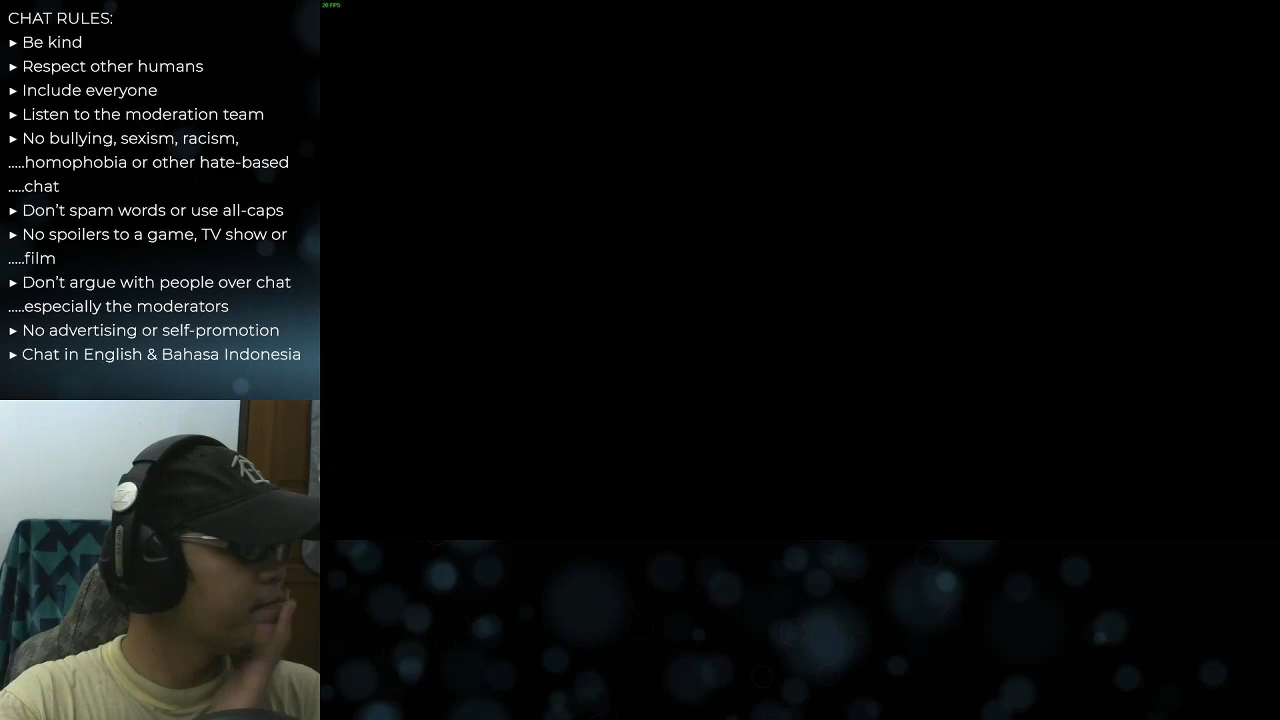 CHAT RULES:
► Be kind
► Respect other humans
► Include everyone
► Listen to the moderation team
► No bullying, sexism, racism,
.....homophobia or other hate-based
.....chat
► Don’t spam words or use all-caps
► No spoilers to a game, TV show or
.....film
► Don’t argue with people over chat
.....especially the moderators
► No advertising or self-promotion
► Chat in English & Bahasa Indonesia
20 FPS